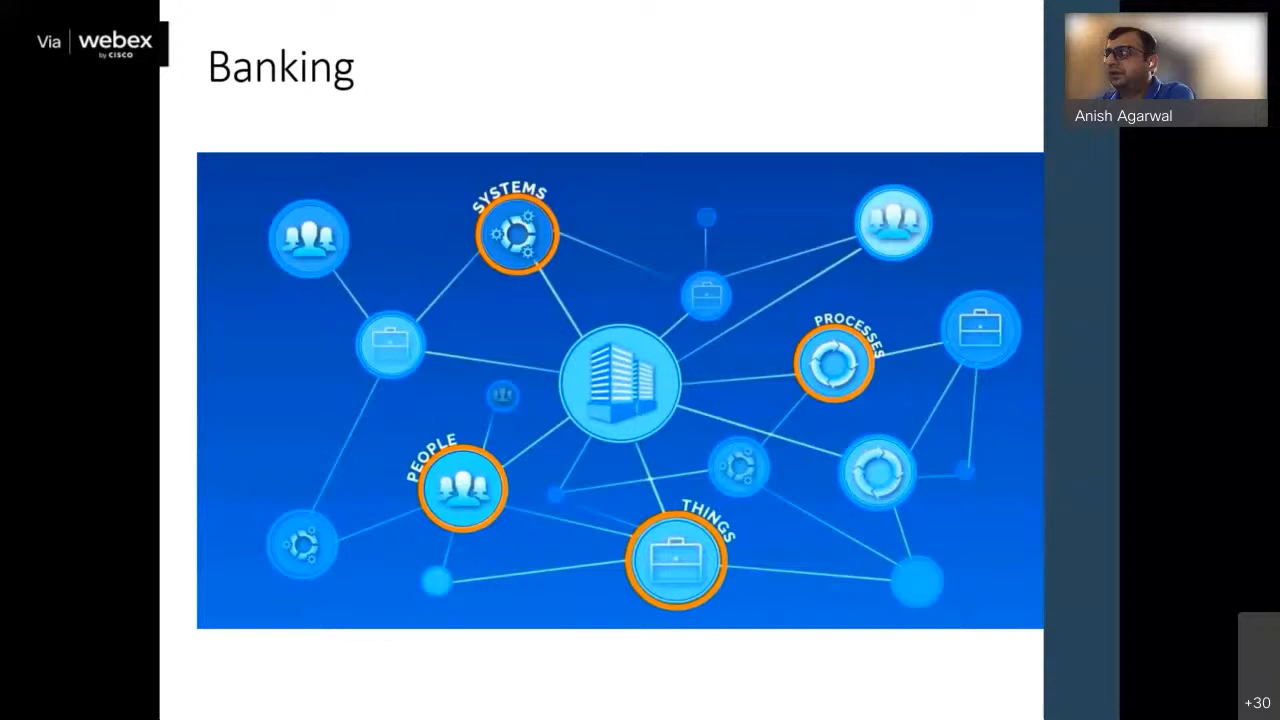 Via webex
by CISCO
Banking
Anish Agarwal
SYSTEMS
PROCESSES
PEOPLE
THINGS
+30